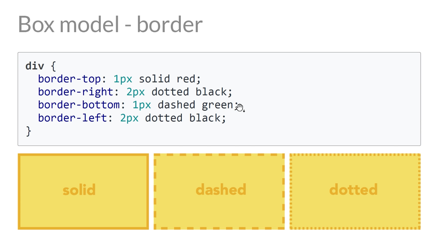 Box model - border
div {
border-top: 1px solid red;
border-right: 2px dotted black;
border-bottom: 1px dashed green;
border-left: 2px dotted black;
}
solid
dashed
dotted